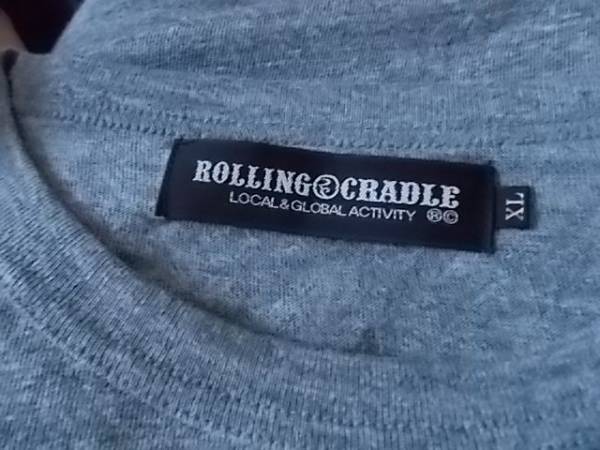 ROLLING CRADLE
LOCAL & GLOBAL ACTIVITY ®©
XL